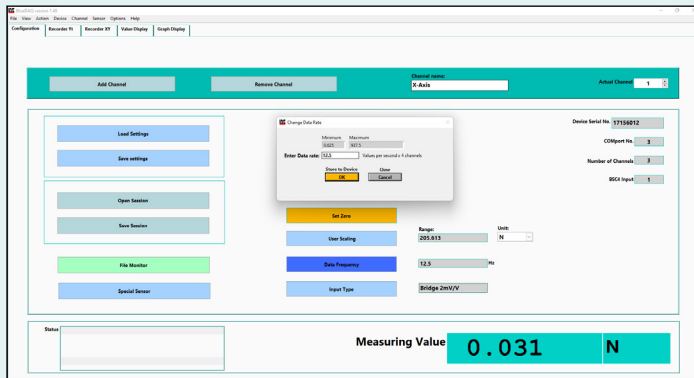 BlueDAQ version 1.48
File View Action Device Channel Sensor Options Help
Configuration Recorder Yt Recorder XY Value-Display Graph Display
Add Channel
Remove Channel
Channel name:
X-Axis
Actual Channel 1
Load Settings
Save settings
Open Session
Save Session
File Monitor
Special Sensor
Change Data Rate
Minimum Maximum
0.025 937.5
Enter Data rate: 12,5 Values per second x 4 channels
Store to Device Close
OK Cancel
Device Serial No. 17156012
COMport No. 3
Number of Channels 3
BSC4 Input 1
Set Zero
User Scaling
Range: Unit:
205.613 N
Data Frequency 12.5 Hz
Input Type Bridge 2mV/V
Status
Measuring Value 0.031 N